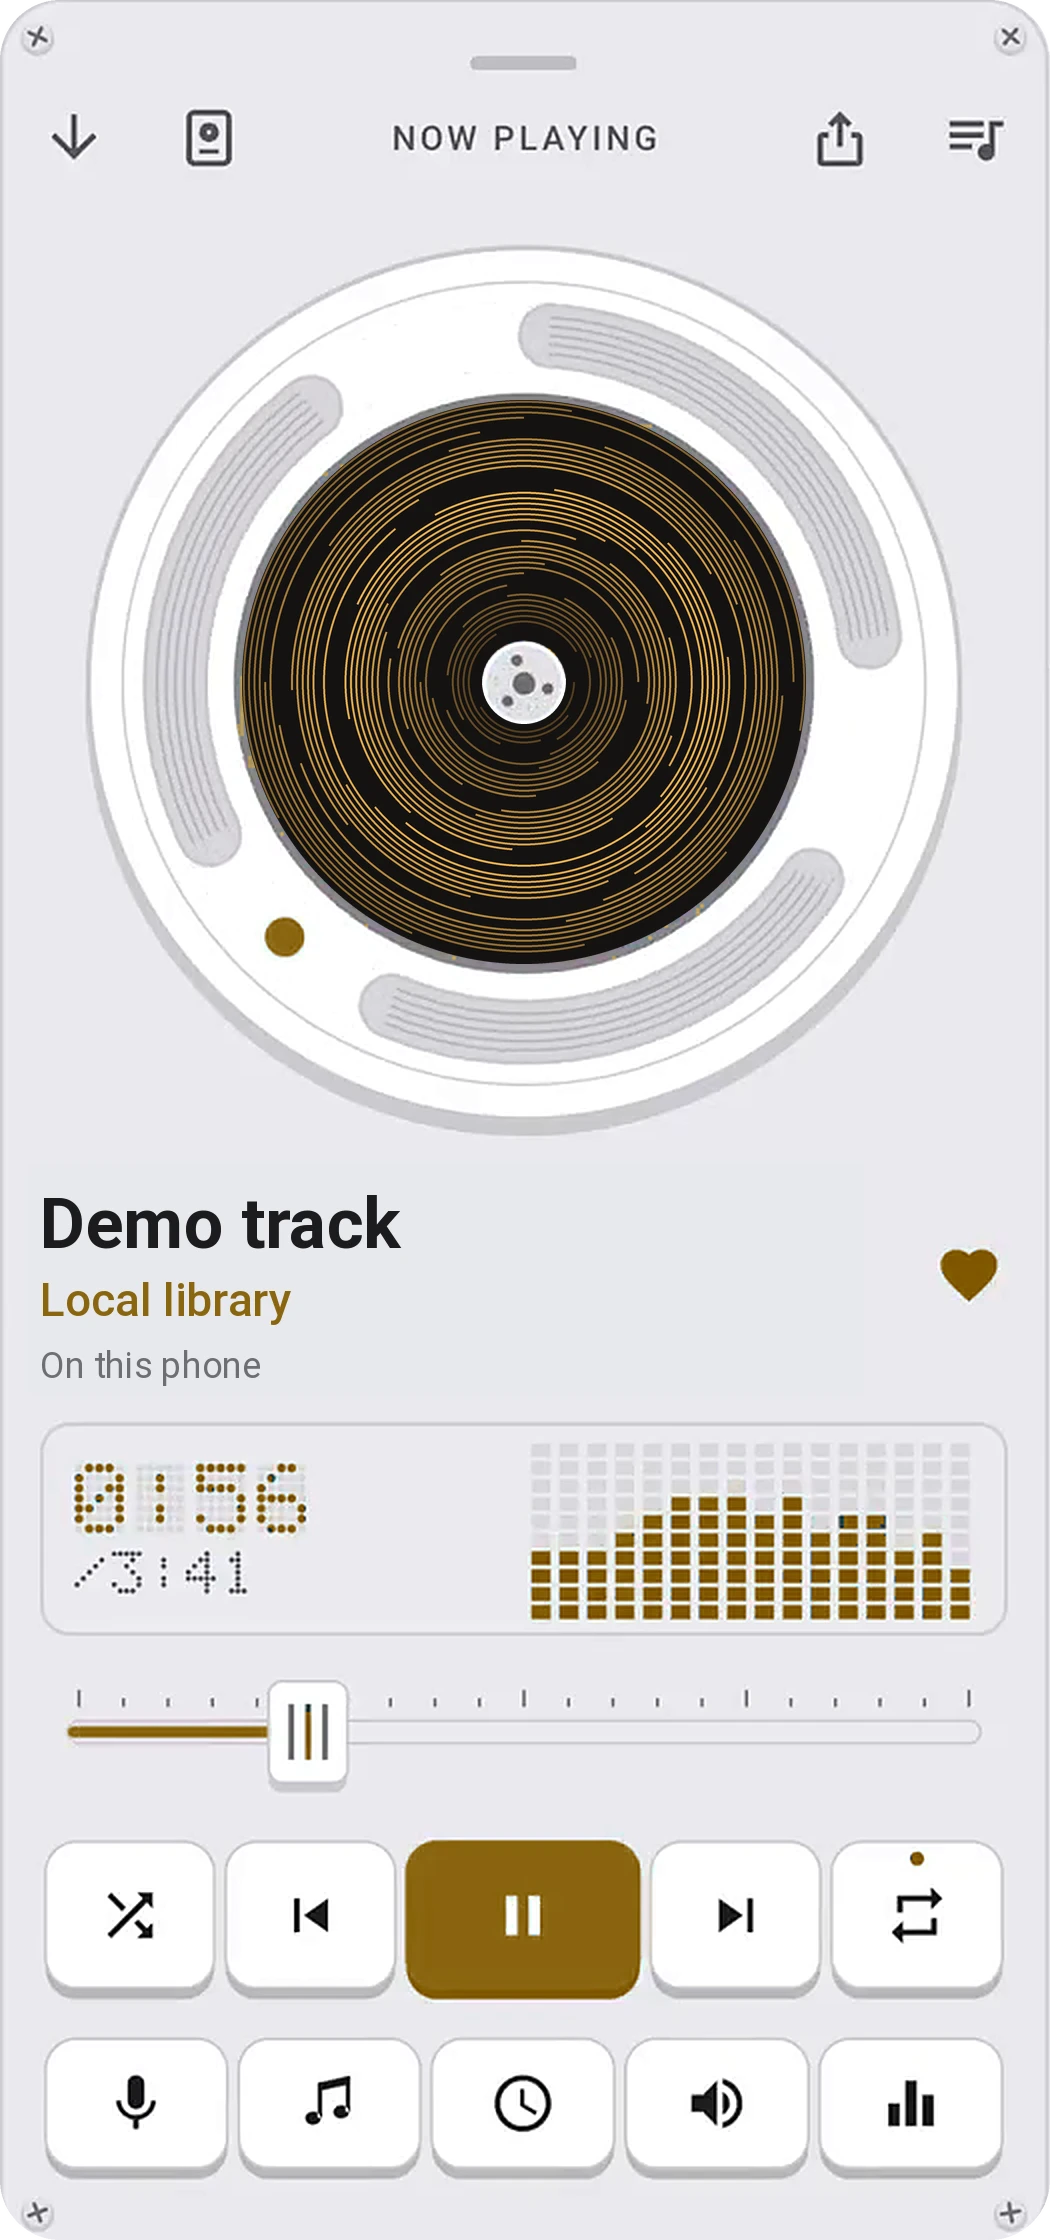 NOW PLAYING
Demo track
Local library
On this phone
01:56
/3:41